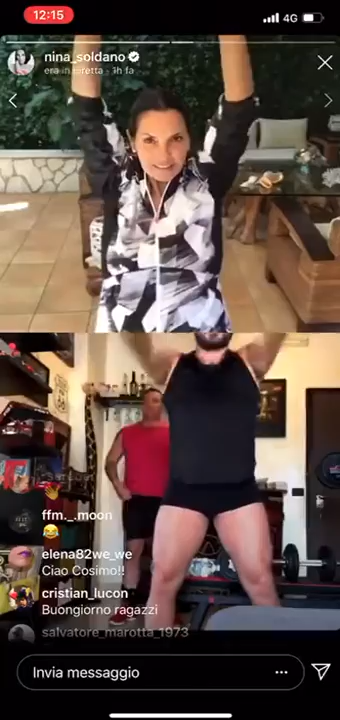 12:15
4G
nina_soldano
era in diretta · 1h fa
ffm._.moon
😂
elena82we_we
Ciao Cosimo!!
cristian_lucon
Buongiorno ragazzi
salvatore_marotta_1973
Invia messaggio